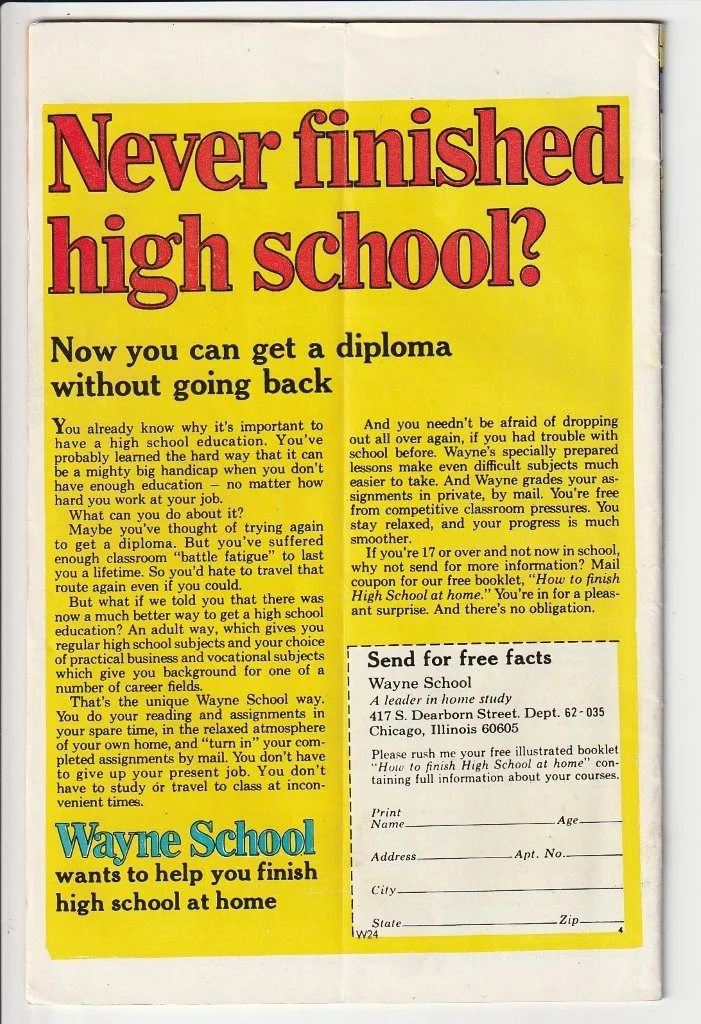 Never finished
high school?
Now you can get a diploma
without going back
You already know why it's important to
have a high school education. You've
probably learned the hard way that it can
be a mighty big handicap when you don't
have enough education – no matter how
hard you work at your job.
What can you do about it?
Maybe you've thought of trying again
to get a diploma. But you've suffered
enough classroom "battle fatigue" to last
you a lifetime. So you'd hate to travel that
route again even if you could.
But what if we told you that there was
now a much better way to get a high school
education? An adult way, which gives you
regular high school subjects and your choice
of practical business and vocational subjects
which give you background for one of a
number of career fields.
That's the unique Wayne School way.
You do your reading and assignments in
your spare time, in the relaxed atmosphere
of your own home, and "turn in" your com-
pleted assignments by mail. You don't have
to give up your present job. You don't
have to study or travel to class at incon-
venient times.
Wayne School
wants to help you finish
high school at home
And you needn't be afraid of dropping
out all over again, if you had trouble with
school before. Wayne's specially prepared
lessons make even difficult subjects much
easier to take. And Wayne grades your as-
signments in private, by mail. You're free
from competitive classroom pressures. You
stay relaxed, and your progress is much
smoother.
If you're 17 or over and not now in school,
why not send for more information? Mail
coupon for our free booklet, "How to finish
High School at home." You're in for a pleas-
ant surprise. And there's no obligation.
Send for free facts
Wayne School
A leader in home study
417 S. Dearborn Street. Dept. 62-035
Chicago, Illinois 60605
Please rush me your free illustrated booklet
"How to finish High School at home" con-
taining full information about your courses.
Print
Name Age
Address Apt. No.
City
State Zip
W24 4